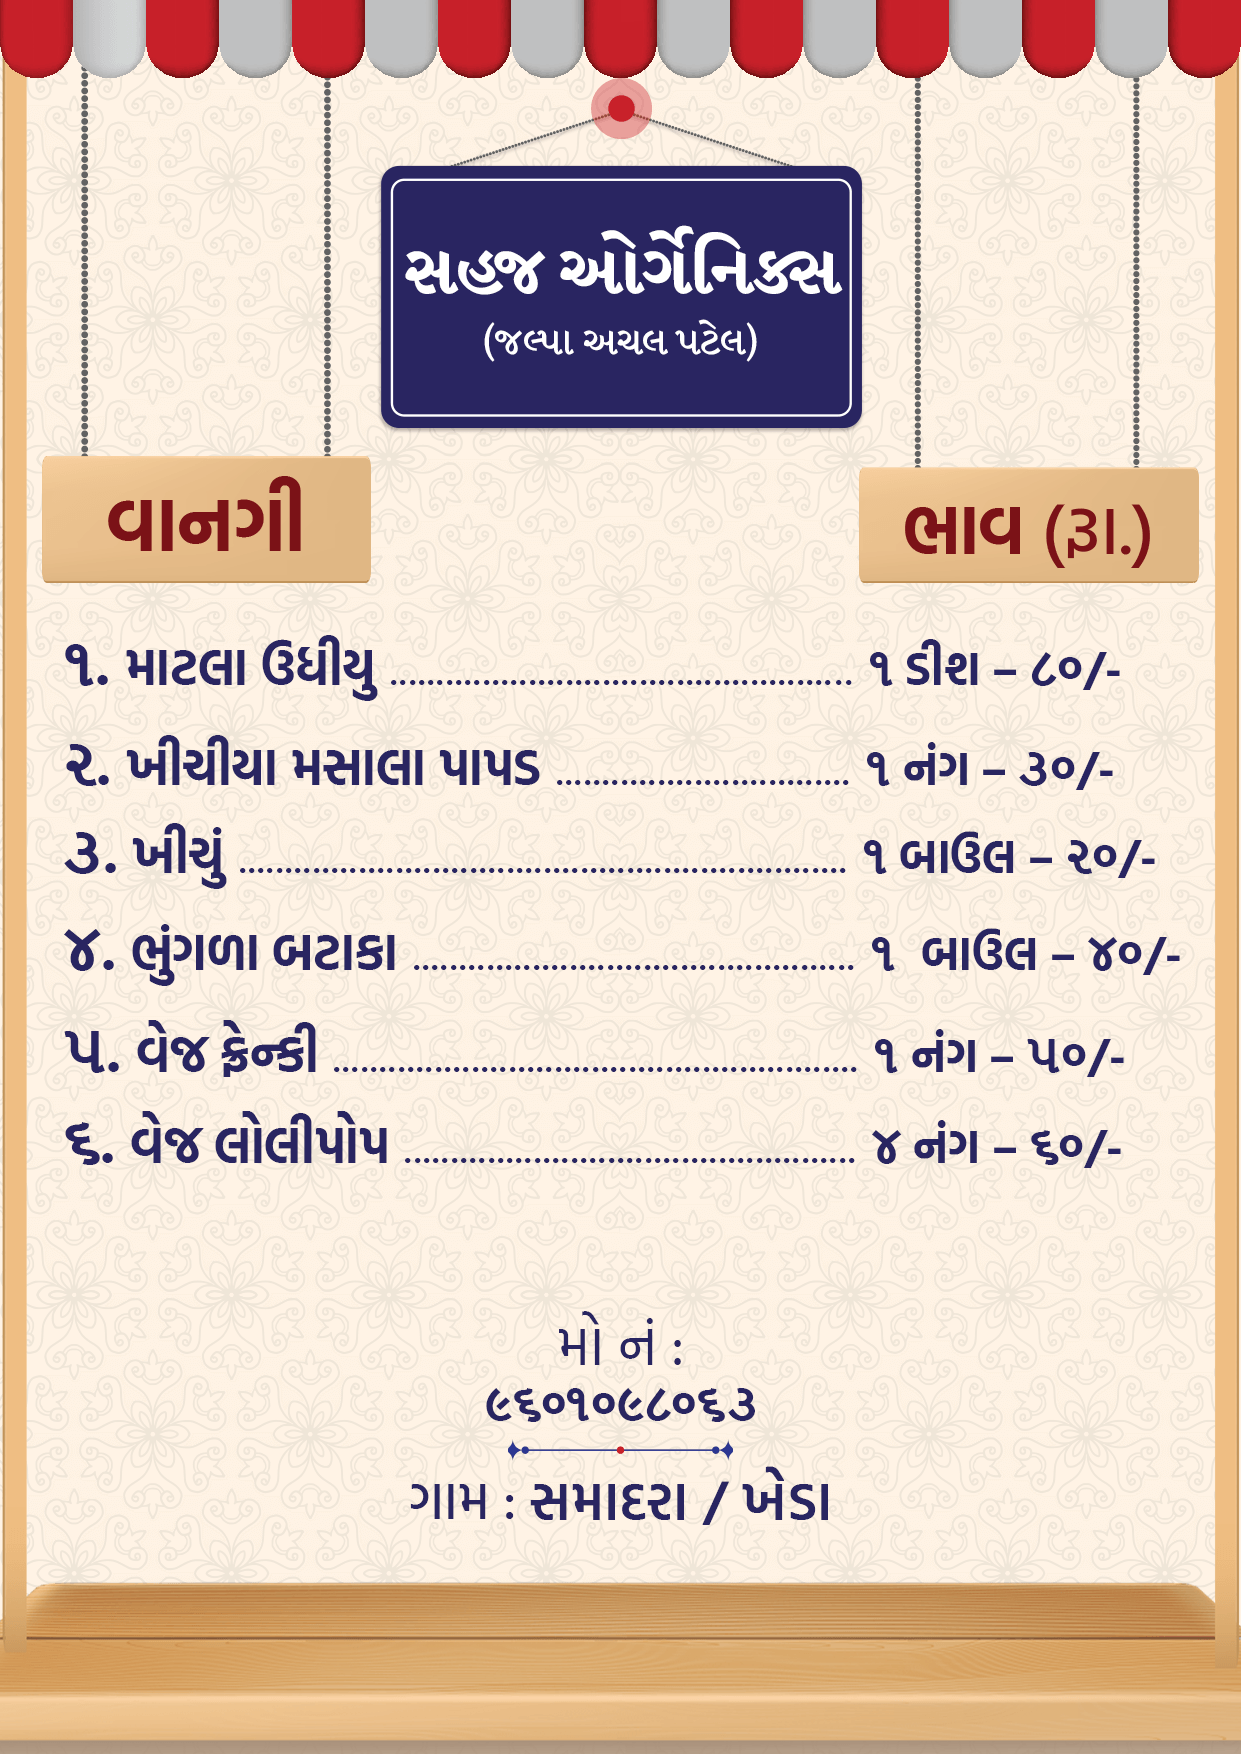 સહજ ઓર્ગેનિક્સ
(જલ્પા અચલ પટેલ)
વાનગી ભાવ (રૂા.)
૧. માટલા ઉંધીયુ ................................................... ૧ ડીશ – ૮૦/-
૨. ખીચીયા મસાલા પાપડ ................................ ૧ નંગ – ૩૦/-
૩. ખીચું ................................................................... ૧ બાઉલ – ૨૦/-
૪. ભુંગળા બટાકા ................................................ ૧ બાઉલ – ૪૦/-
૫. વેજ ફ્રેન્કી .......................................................... ૧ નંગ – ૫૦/-
૬. વેજ લોલીપોપ .................................................. ૪ નંગ – ૬૦/-
મો નં :
૯૬૦૧૦૯૮૦૬૩
ગામ : સમાદરા / ખેડા